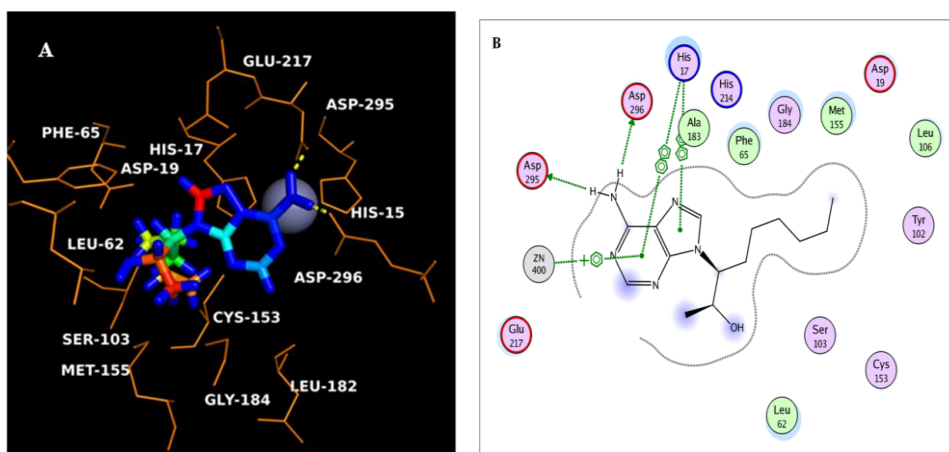 A
GLU-217
ASP-295
PHE-65
ASP-19
HIS-17
HIS-15
LEU-62
ASP-296
CYS-153
SER-103
MET-155
LEU-182
GLY-184
B
His
17
Asp
19
Asp
296
His
214
Gly
184
Met
155
Ala
183
Phe
65
Leu
106
Asp
295
H
H
N
N
N
N
N
Tyr
102
ZN
400
+
OH
Glu
217
Ser
103
Cys
153
Leu
62